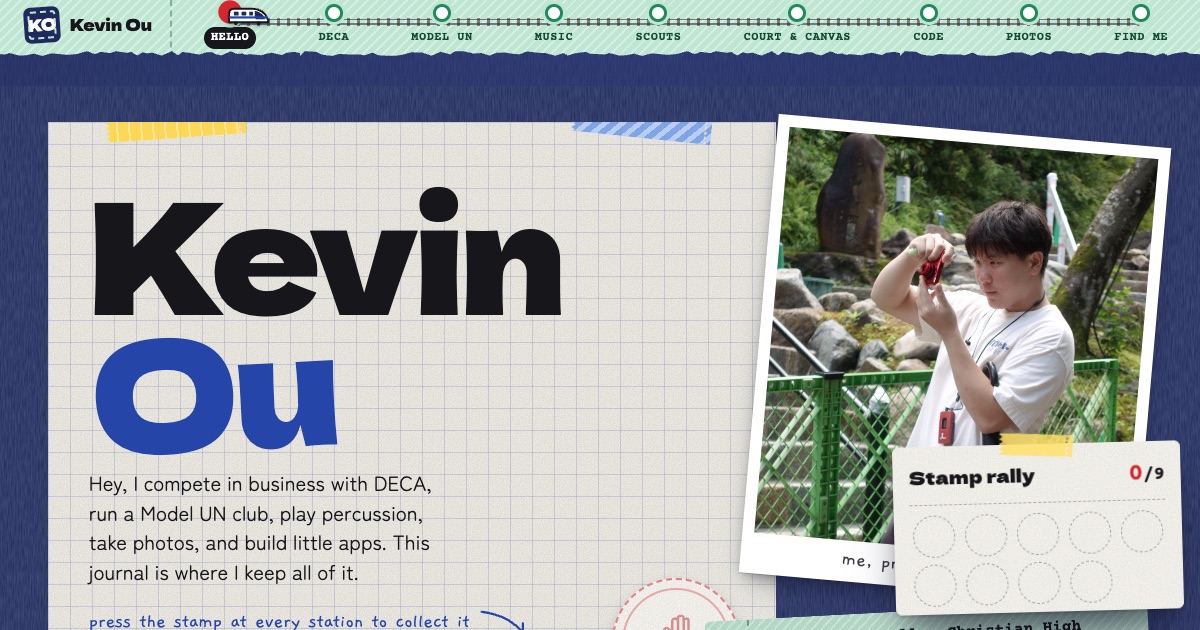 KO
Kevin Ou
HELLO
DECA
MODEL UN
MUSIC
SCOUTS
COURT & CANVAS
CODE
PHOTOS
FIND ME
Kevin
Ou
Hey, I compete in business with DECA,
run a Model UN club, play percussion,
take photos, and build little apps. This
journal is where I keep all of it.
press the stamp at every station to collect it
me,
Stamp rally
0/9
Christian High